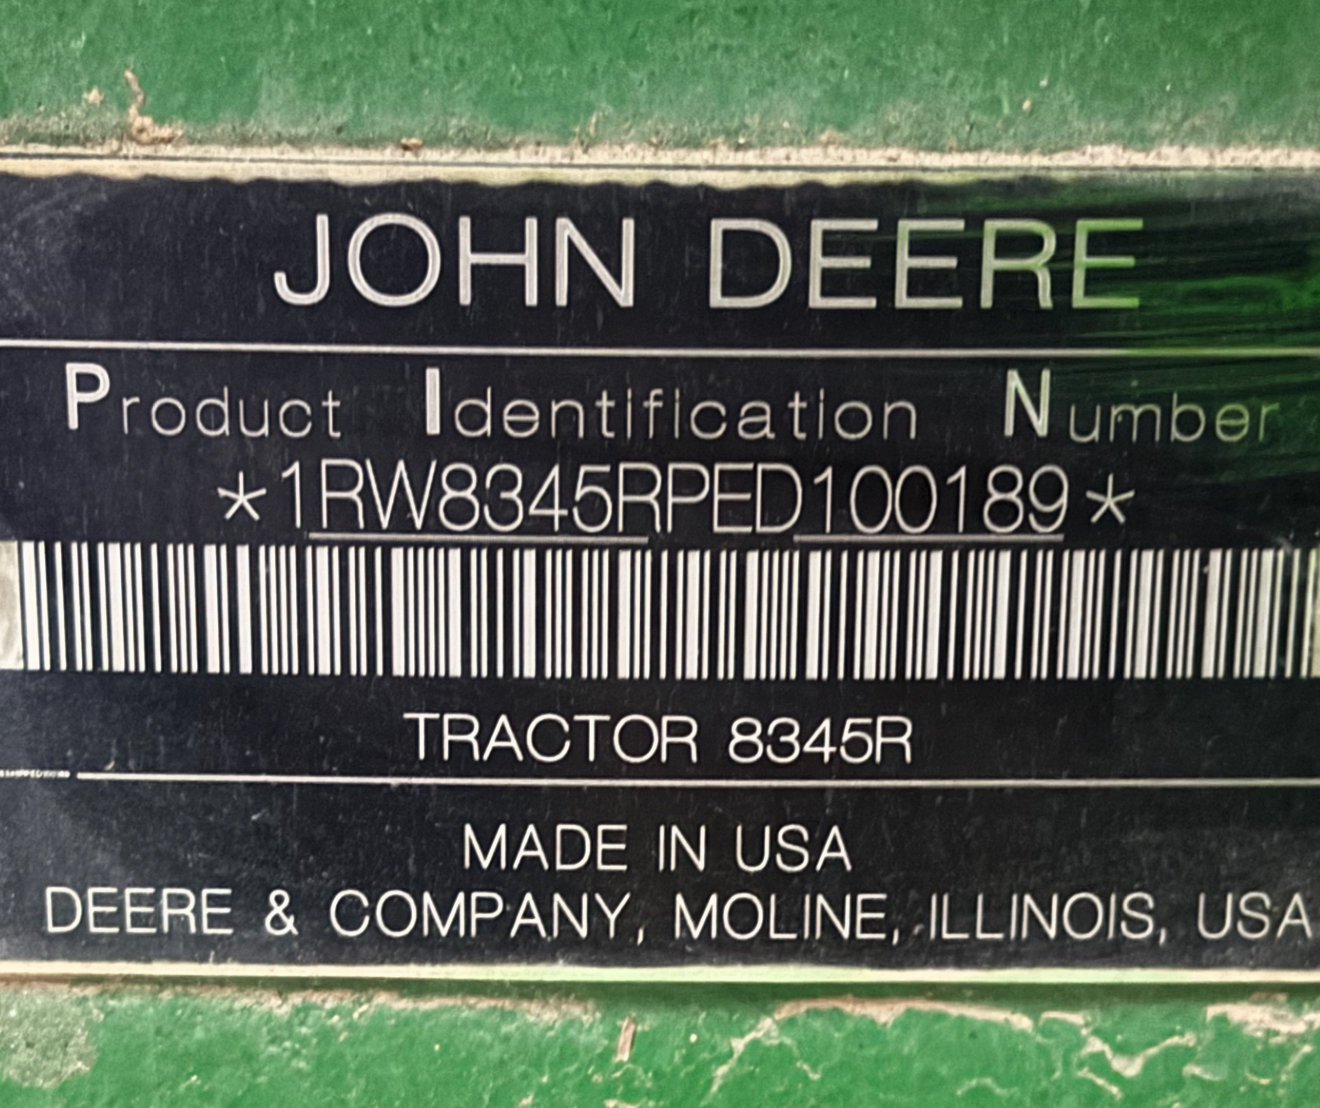 JOHN DEERE
Product Identification Number
*1RW8345RPED100189*
TRACTOR 8345R
MADE IN USA
DEERE & COMPANY, MOLINE, ILLINOIS, USA